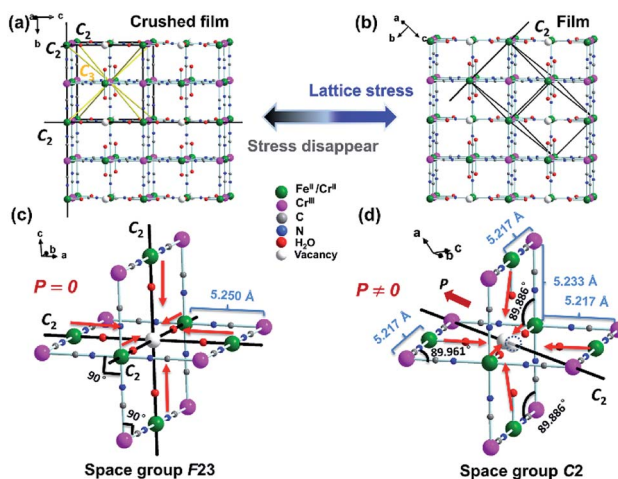 (a)
a
c
b
Crushed film
C2
C2
C3
C2
(b)
a
b
c
Film
C2
Lattice stress
Stress disappear
FeII/CrII
CrIII
C
N
H2O
Vacancy
(c)
c
b
a
P = 0
C2
C2
C2
5.250 Å
90°
90°
Space group F23
(d)
a
c
b
P ≠ 0
P
5.217 Å
5.233 Å
5.217 Å
5.217 Å
89.886°
89.961°
89.886°
C2
Space group C2